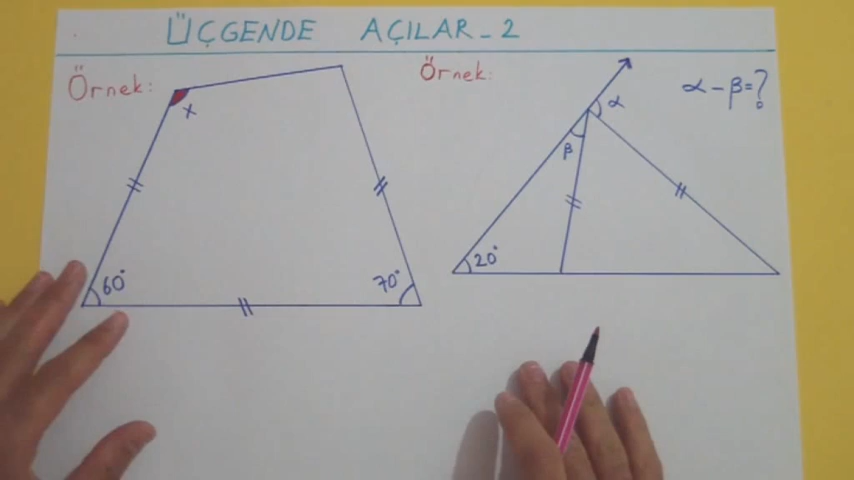 ÜÇGENDE AÇILAR - 2
Örnek:
x
60°
70°
Örnek:
α - β = ?
α
β
20°